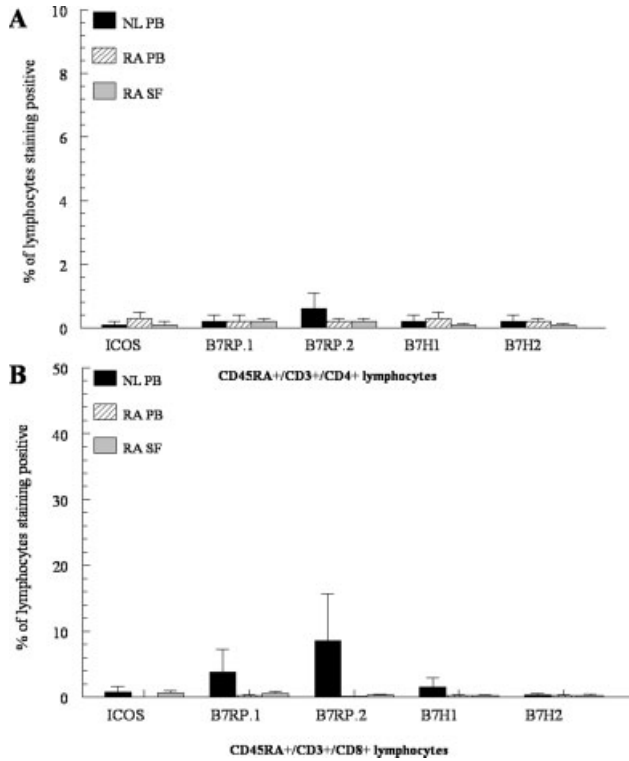 A
% of lymphocytes staining positive
10
8
6
4
2
0
NL PB
RA PB
RA SF
ICOS B7RP.1 B7RP.2 B7H1 B7H2
CD45RA+/CD3+/CD4+ lymphocytes
B
% of lymphocytes staining positive
50
40
30
20
10
0
NL PB
RA PB
RA SF
ICOS B7RP.1 B7RP.2 B7H1 B7H2
CD45RA+/CD3+/CD8+ lymphocytes